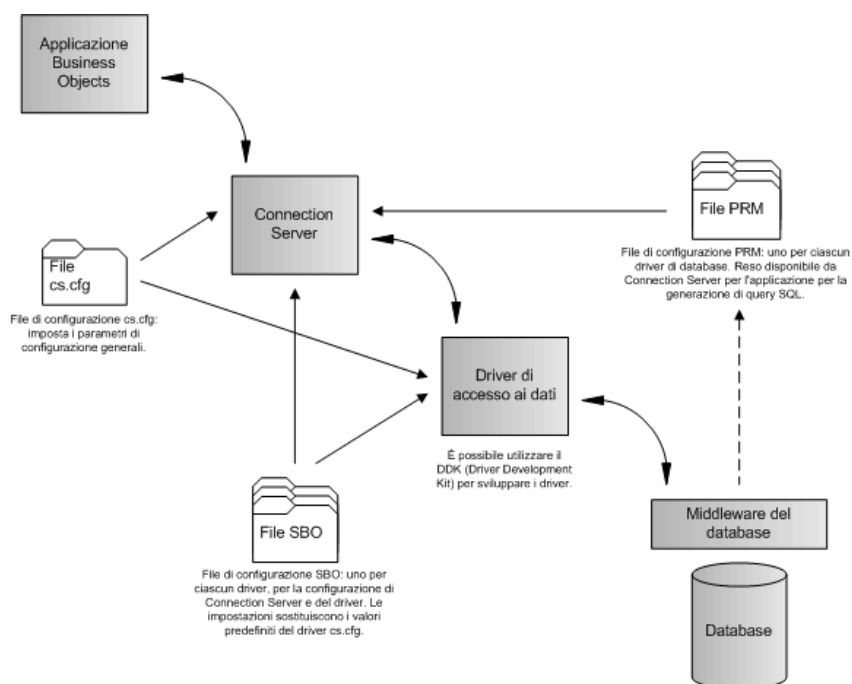 Applicazione
Business
Objects
Connection
Server
File PRM
File di configurazione PRM: uno per ciascun
driver di database. Reso disponibile da
Connection Server per l'applicazione per la
generazione di query SQL.
File
cs.cfg
File di configurazione cs.cfg:
imposta i parametri di
configurazione generali.
Driver di
accesso ai dati
È possibile utilizzare il
DDK (Driver Development
Kit) per sviluppare i driver.
File SBO
File di configurazione SBO: uno per
ciascun driver, per la configurazione di
Connection Server e del driver. Le
impostazioni sostituiscono i valori
predefiniti del driver cs.cfg.
Middleware del
database
Database